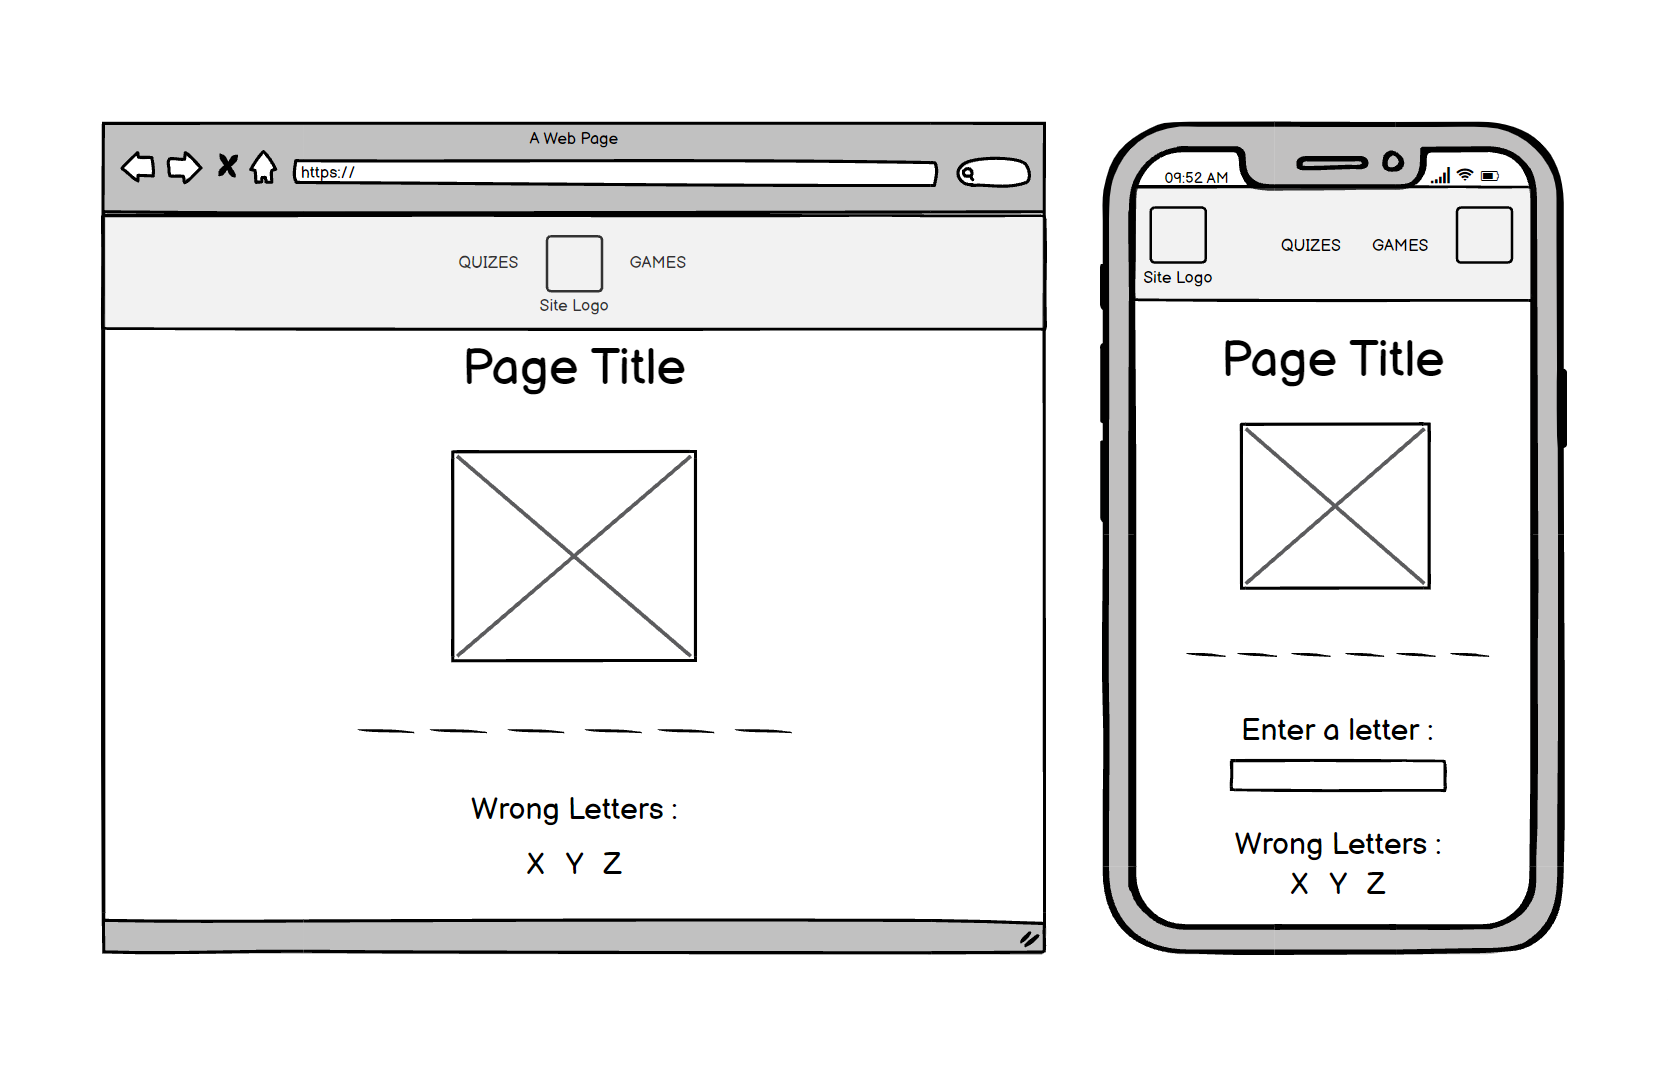 A Web Page
https://
QUIZES
GAMES
Site Logo
Page Title
Wrong Letters :
X Y Z
09:52 AM
Site Logo
QUIZES
GAMES
Page Title
Enter a letter :
Wrong Letters :
X Y Z